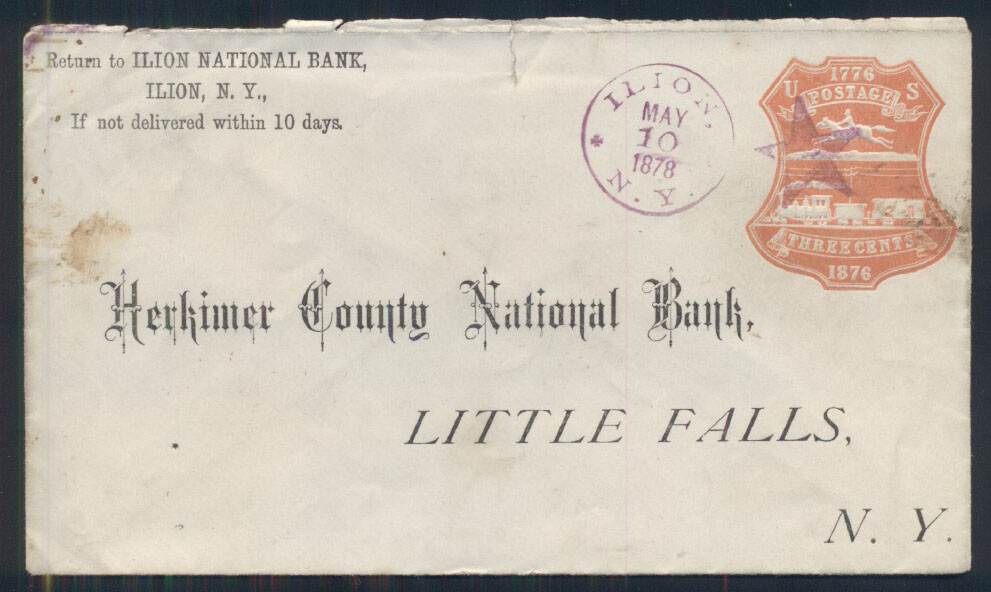 Return to ILION NATIONAL BANK,
ILION, N. Y.,
If not delivered within 10 days.
ILION,
MAY
10
1878
N. Y.
1776
U S
POSTAGE
THREE CENTS
1876
Herkimer County National Bank,
LITTLE FALLS,
N. Y.